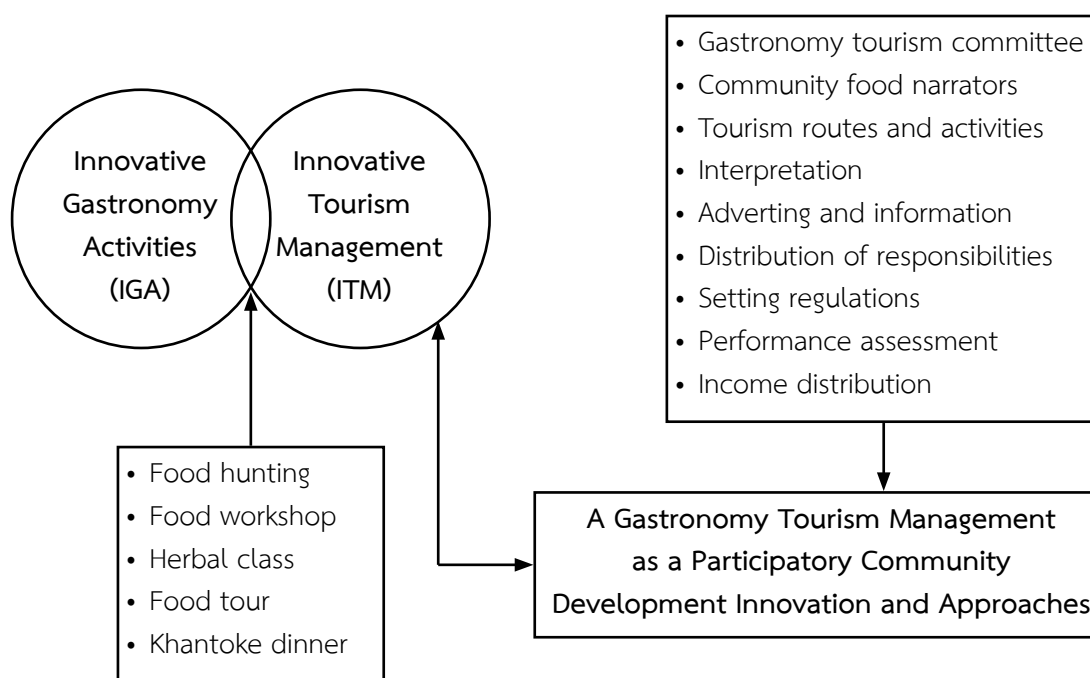 Innovative
Gastronomy
Activities
(IGA)
Innovative
Tourism
Management
(ITM)
• Gastronomy tourism committee
• Community food narrators
• Tourism routes and activities
• Interpretation
• Adverting and information
• Distribution of responsibilities
• Setting regulations
• Performance assessment
• Income distribution
• Food hunting
• Food workshop
• Herbal class
• Food tour
• Khantoke dinner
A Gastronomy Tourism Management
as a Participatory Community
Development Innovation and Approaches